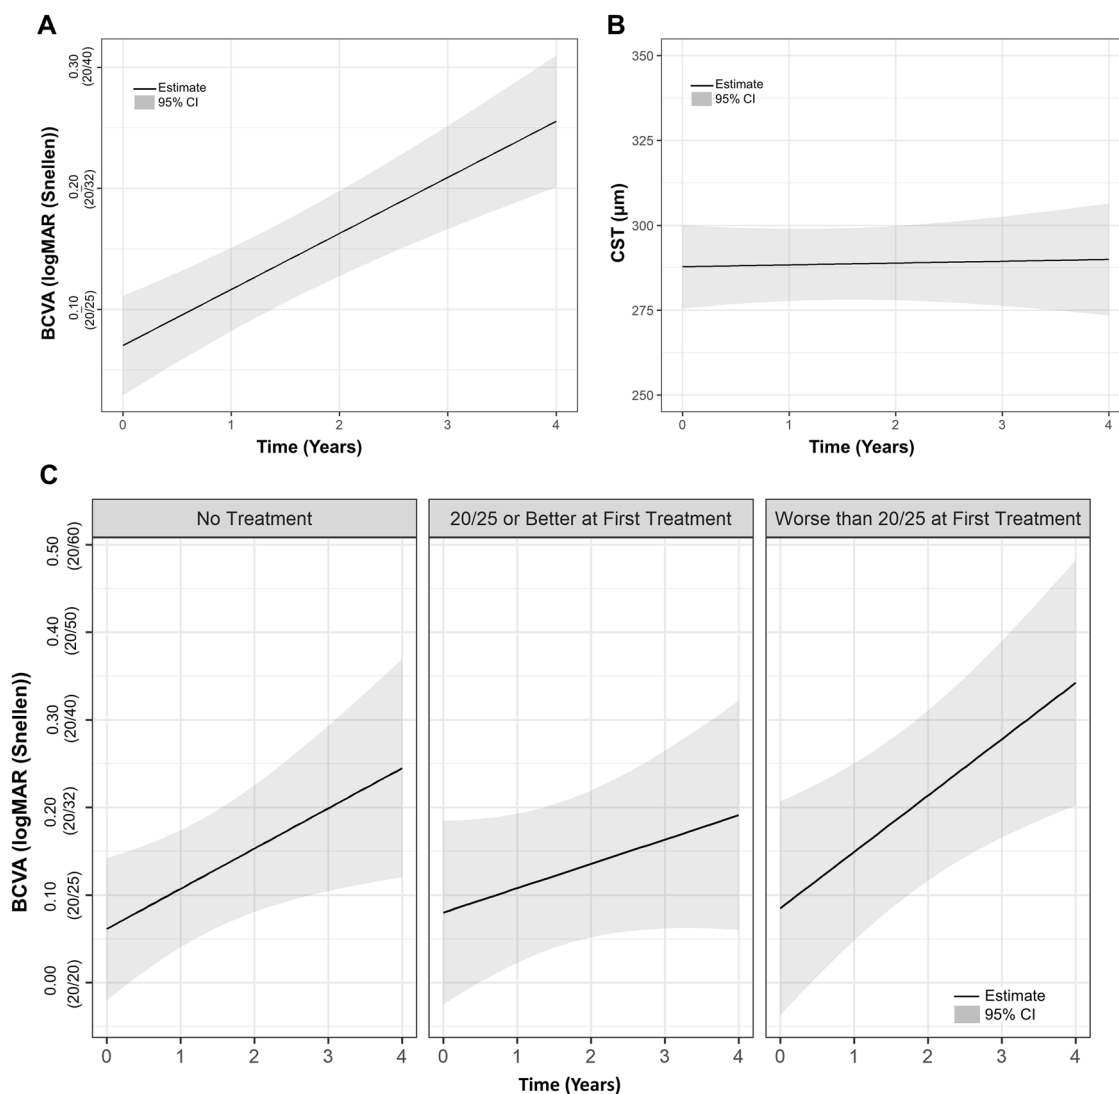 A
BCVA (logMAR (Snellen))
0.30
(20/40)
0.20
(20/32)
0.10
(20/25)
Estimate
95% CI
0 1 2 3 4
Time (Years)
B
CST (µm)
350
325
300
275
250
Estimate
95% CI
0 1 2 3 4
Time (Years)
C
No Treatment
20/25 or Better at First Treatment
Worse than 20/25 at First Treatment
BCVA (logMAR (Snellen))
0.50
(20/60)
0.40
(20/50)
0.30
(20/40)
0.20
(20/32)
0.10
(20/25)
0.00
(20/20)
Estimate
95% CI
0 1 2 3 4
0 1 2 3 4
0 1 2 3 4
Time (Years)